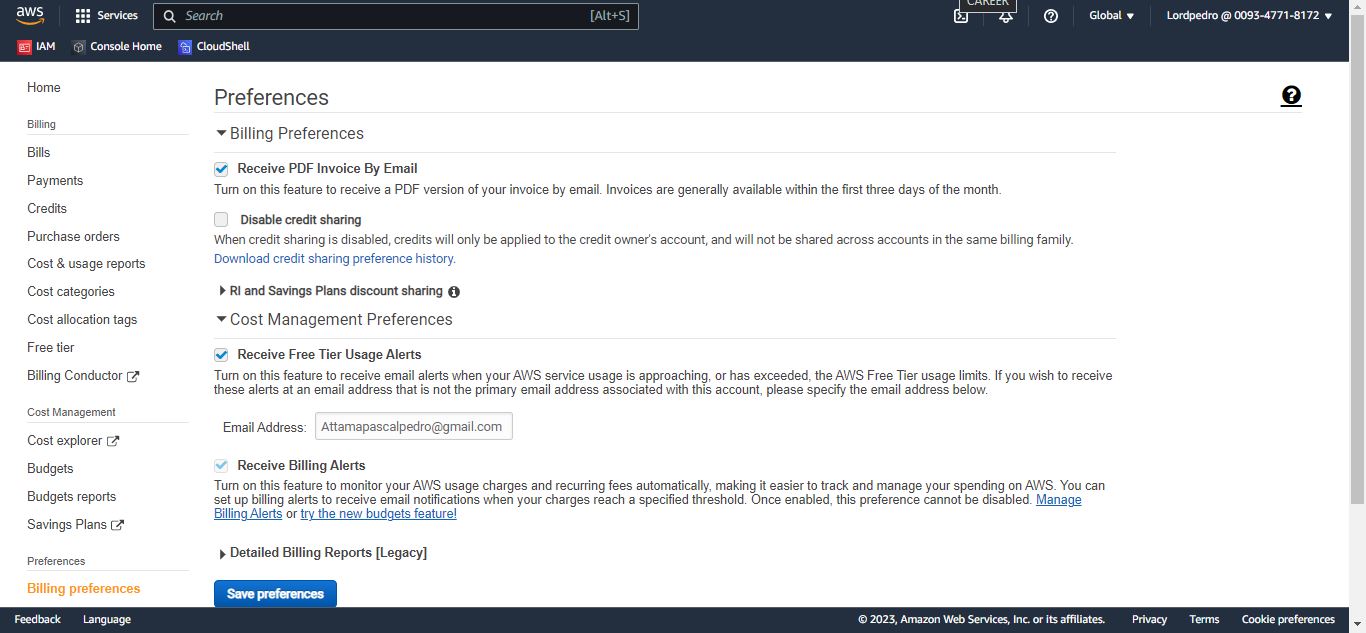 aws
Services
Search
[Alt+S]
CAREER
Global
Lordpedro @ 0093-4771-8172
IAM
Console Home
CloudShell
Home
Billing
Bills
Payments
Credits
Purchase orders
Cost & usage reports
Cost categories
Cost allocation tags
Free tier
Billing Conductor
Cost Management
Cost explorer
Budgets
Budgets reports
Savings Plans
Preferences
Billing preferences
Preferences
Billing Preferences
Receive PDF Invoice By Email
Turn on this feature to receive a PDF version of your invoice by email. Invoices are generally available within the first three days of the month.
Disable credit sharing
When credit sharing is disabled, credits will only be applied to the credit owner's account, and will not be shared across accounts in the same billing family.
Download credit sharing preference history.
RI and Savings Plans discount sharing
Cost Management Preferences
Receive Free Tier Usage Alerts
Turn on this feature to receive email alerts when your AWS service usage is approaching, or has exceeded, the AWS Free Tier usage limits. If you wish to receive
these alerts at an email address that is not the primary email address associated with this account, please specify the email address below.
Email Address: Attamapascalpedro@gmail.com
Receive Billing Alerts
Turn on this feature to monitor your AWS usage charges and recurring fees automatically, making it easier to track and manage your spending on AWS. You can
set up billing alerts to receive email notifications when your charges reach a specified threshold. Once enabled, this preference cannot be disabled. Manage
Billing Alerts or try the new budgets feature!
Detailed Billing Reports [Legacy]
Save preferences
Feedback
Language
© 2023, Amazon Web Services, Inc. or its affiliates.
Privacy
Terms
Cookie preferences